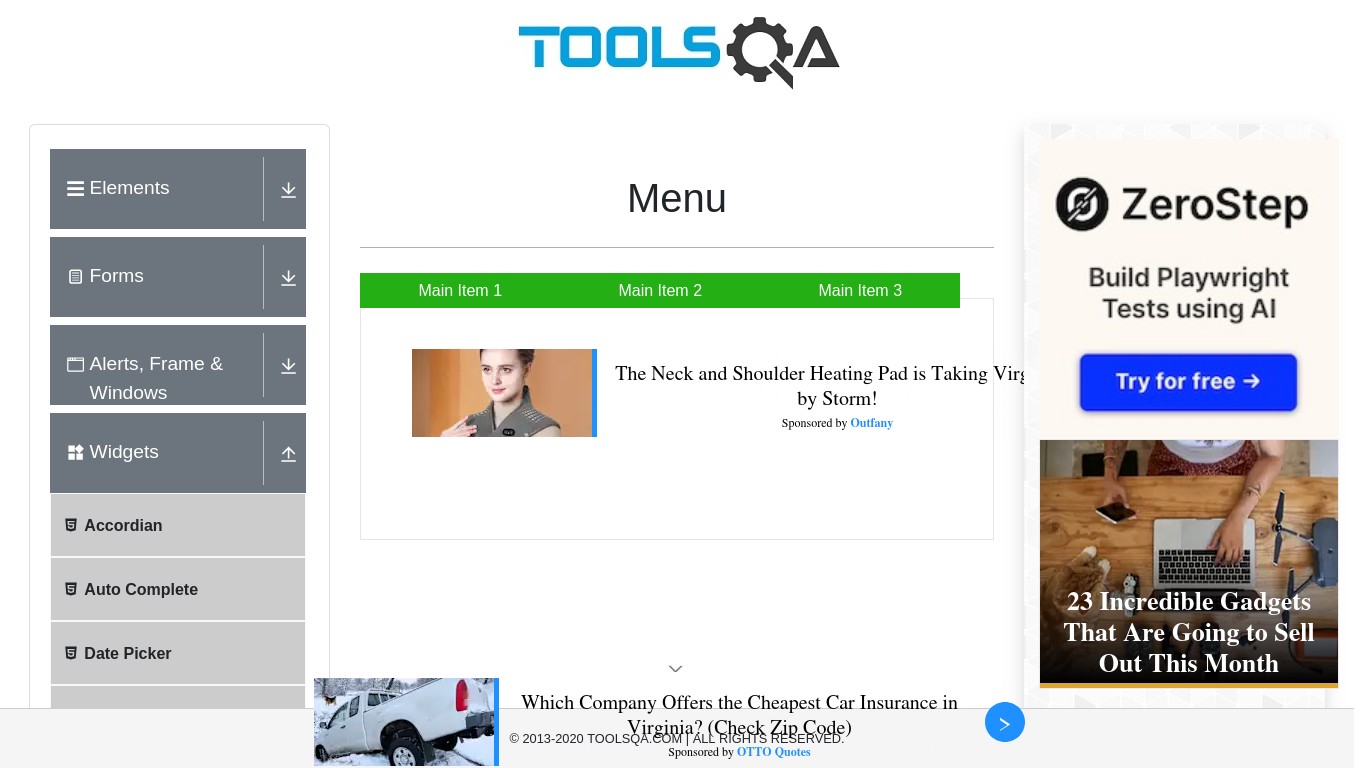 TOOLSQA
Elements
Forms
Alerts, Frame &
Windows
Widgets
Accordian
Auto Complete
Date Picker
Menu
Main Item 1
Main Item 2
Main Item 3
The Neck and Shoulder Heating Pad is Taking Virg
by Storm!
Sponsored by Outfany
ZeroStep
Build Playwright
Tests using AI
Try for free →
23 Incredible Gadgets
That Are Going to Sell
Out This Month
Which Company Offers the Cheapest Car Insurance in
Virginia? (Check Zip Code)
Sponsored by OTTO Quotes
© 2013-2020 TOOLSQA.COM | ALL RIGHTS RESERVED.